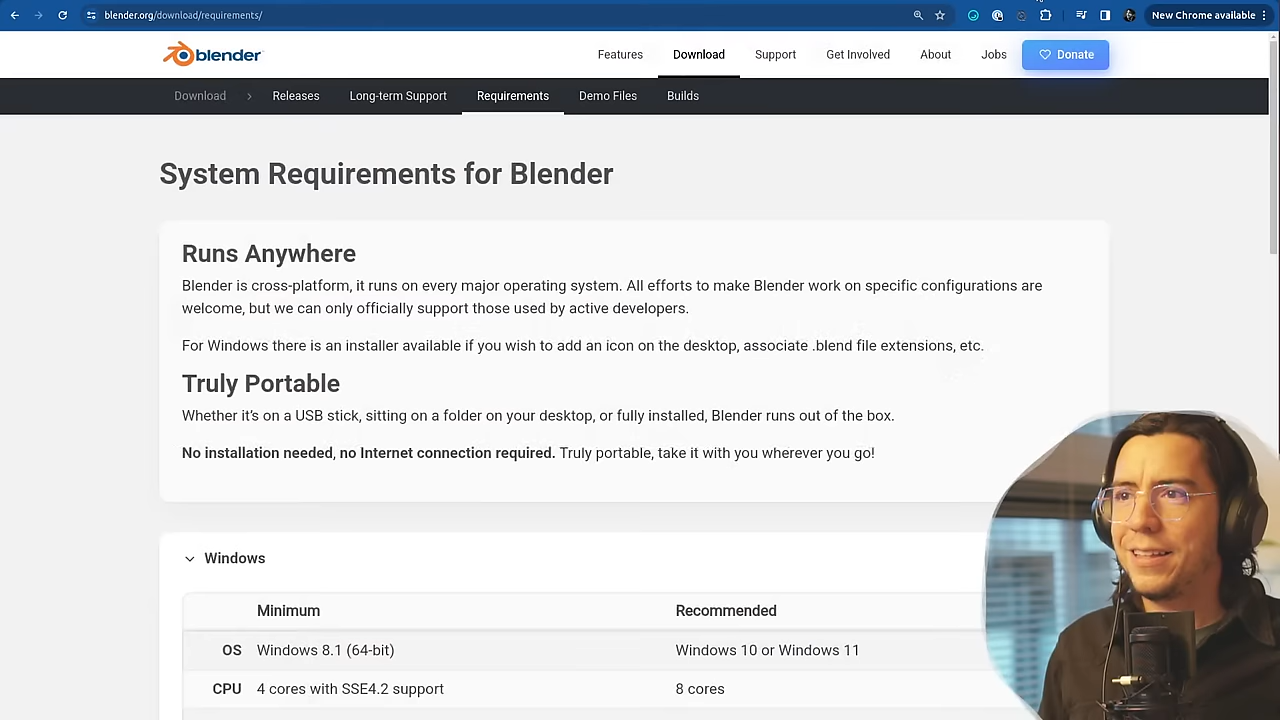 blender.org/download/requirements/
New Chrome available
blender
Features
Download
Support
Get Involved
About
Jobs
Donate
Download
Releases
Long-term Support
Requirements
Demo Files
Builds
System Requirements for Blender
Runs Anywhere
Blender is cross-platform, it runs on every major operating system. All efforts to make Blender work on specific configurations are
welcome, but we can only officially support those used by active developers.
For Windows there is an installer available if you wish to add an icon on the desktop, associate .blend file extensions, etc.
Truly Portable
Whether it's on a USB stick, sitting on a folder on your desktop, or fully installed, Blender runs out of the box.
No installation needed, no Internet connection required. Truly portable, take it with you wherever you go!
Windows
Minimum Recommended
OS Windows 8.1 (64-bit) Windows 10 or Windows 11
CPU 4 cores with SSE4.2 support 8 cores